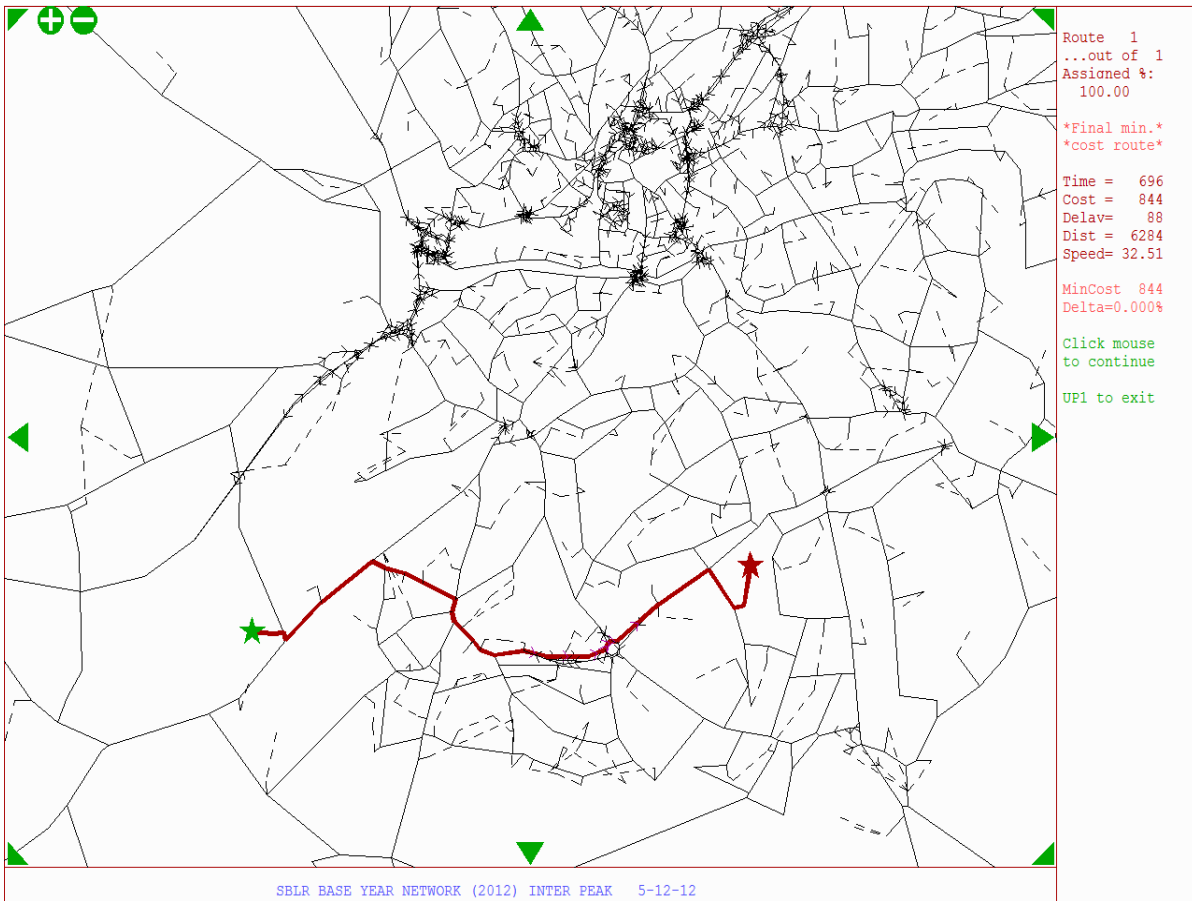 Route 1
...out of 1
Assigned %:
100.00
*Final min.*
*cost route*
Time = 696
Cost = 844
Delay= 88
Dist = 6284
Speed= 32.51
MinCost 844
Delta=0.000%
Click mouse
to continue
UP1 to exit
SBLR BASE YEAR NETWORK (2012) INTER PEAK 5-12-12